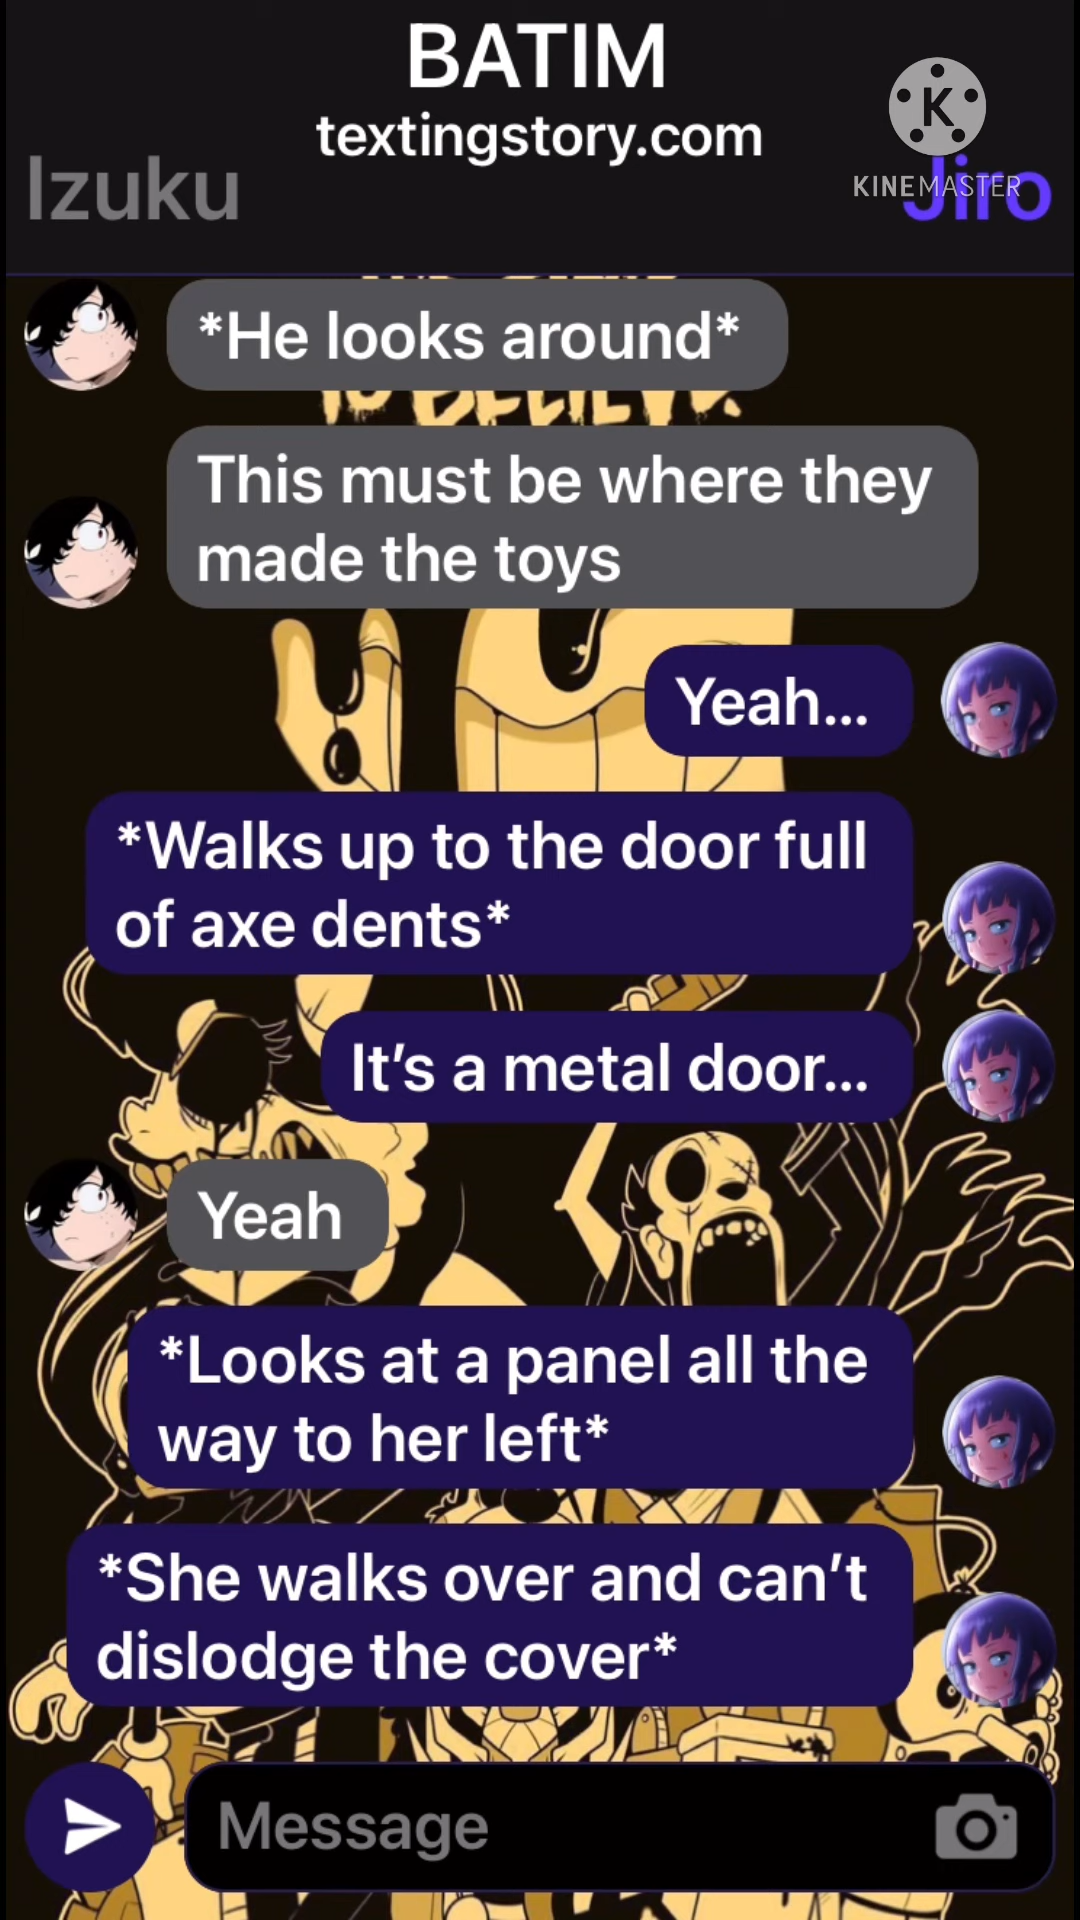 BATIM
textingstory.com
Izuku
Jiro
KINEMASTER
K
*He looks around*
TO BELIEVE.
This must be where they
made the toys
Yeah...
*Walks up to the door full
of axe dents*
It’s a metal door...
Yeah
*Looks at a panel all the
way to her left*
*She walks over and can’t
dislodge the cover*
Message